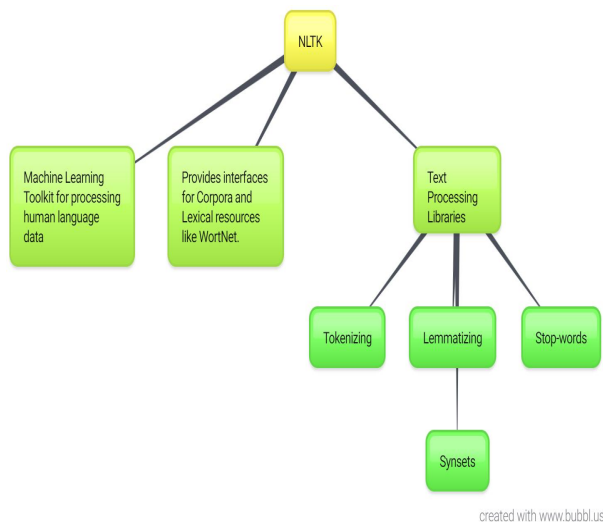 NLTK
Machine Learning
Toolkit for processing
human language
data
Provides interfaces
for Corpora and
Lexical resources
like WortNet.
Text
Processing
Libraries
Tokenizing
Lemmatizing
Stop-words
Synsets
created with www.bubbl.us